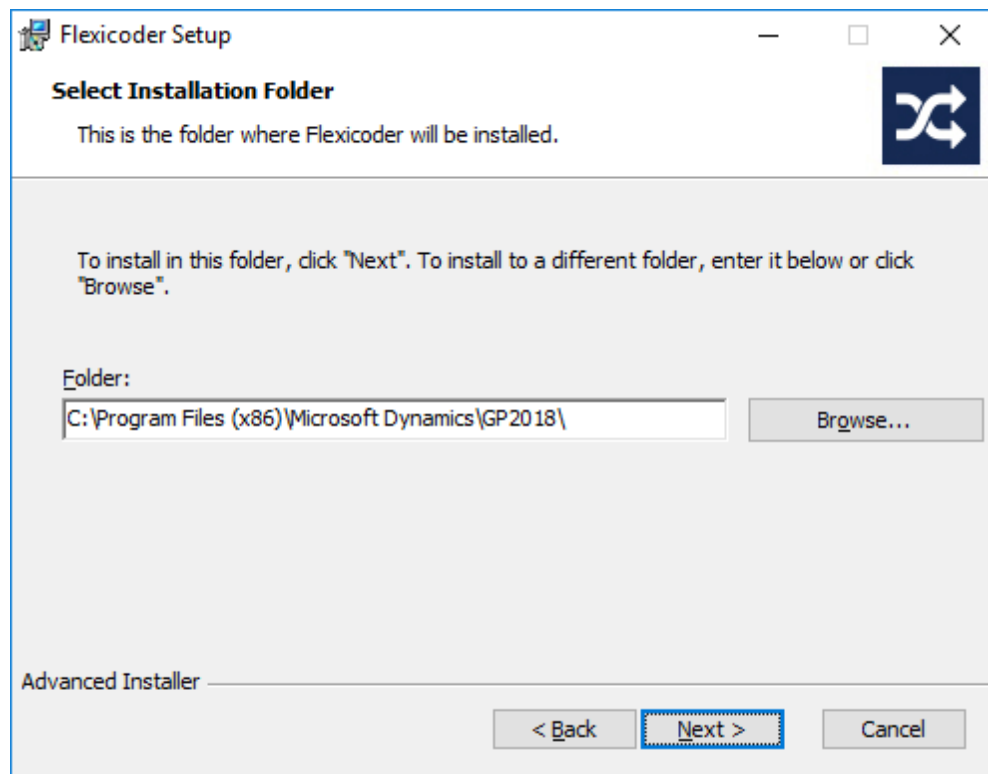 Flexicoder Setup
Select Installation Folder
This is the folder where Flexicoder will be installed.
To install in this folder, click "Next". To install to a different folder, enter it below or click
"Browse".
Folder:
C:\Program Files (x86)\Microsoft Dynamics\GP2018\
Browse...
Advanced Installer
< Back
Next >
Cancel